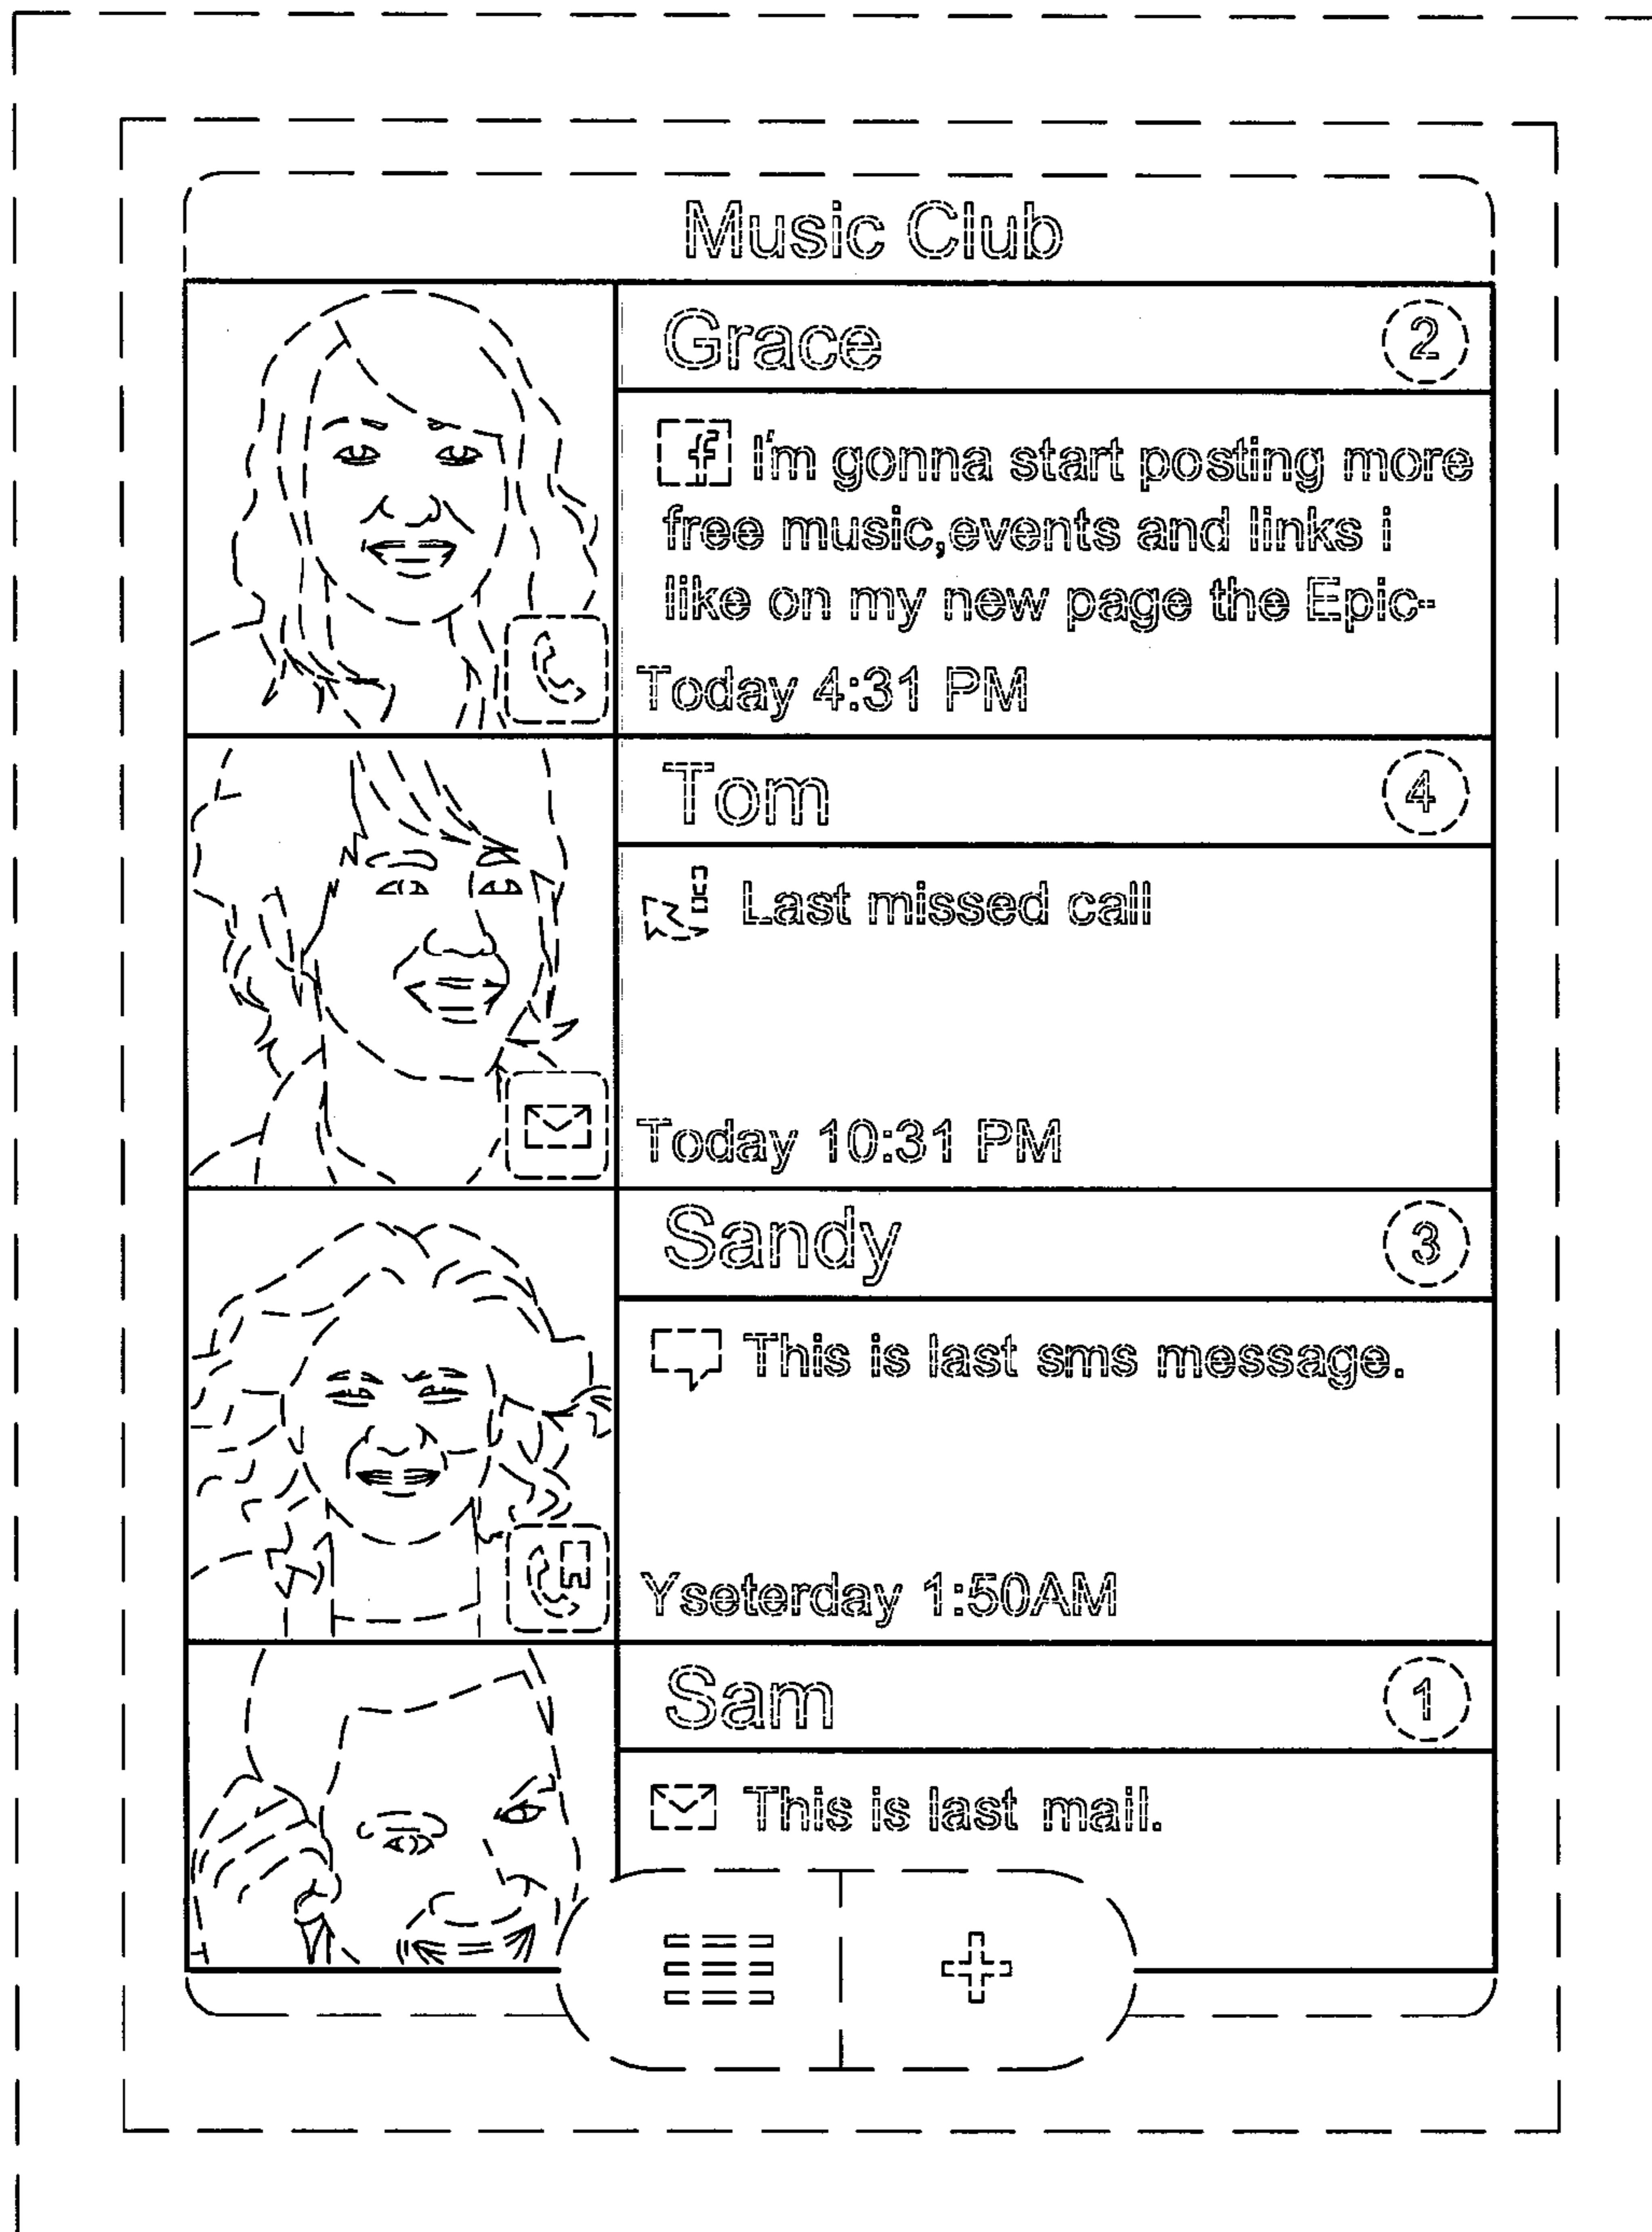 Music Club
Grace 2
f I'm gonna start posting more
free music,events and links i
like on my new page the Epic--
Today 4:31 PM
Tom 4
Last missed call
Today 10:31 PM
Sandy 3
This is last sms message.
Yseterday 1:50AM
Sam 1
This is last mail.